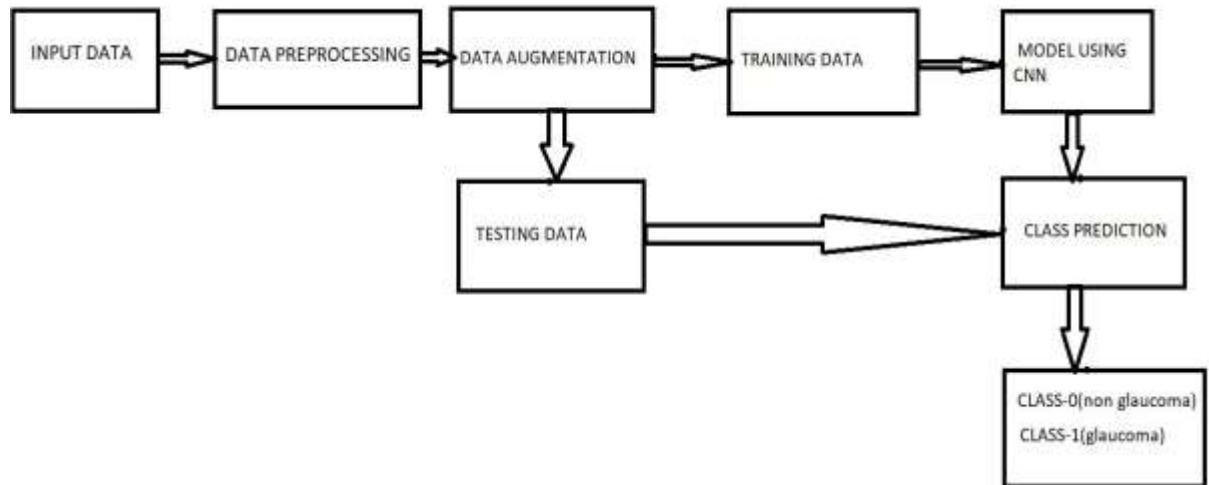 INPUT DATA
DATA PREPROCESSING
DATA AUGMENTATION
TRAINING DATA
MODEL USING
CNN
TESTING DATA
CLASS PREDICTION
CLASS-0(non glaucoma)
CLASS-1(glaucoma)